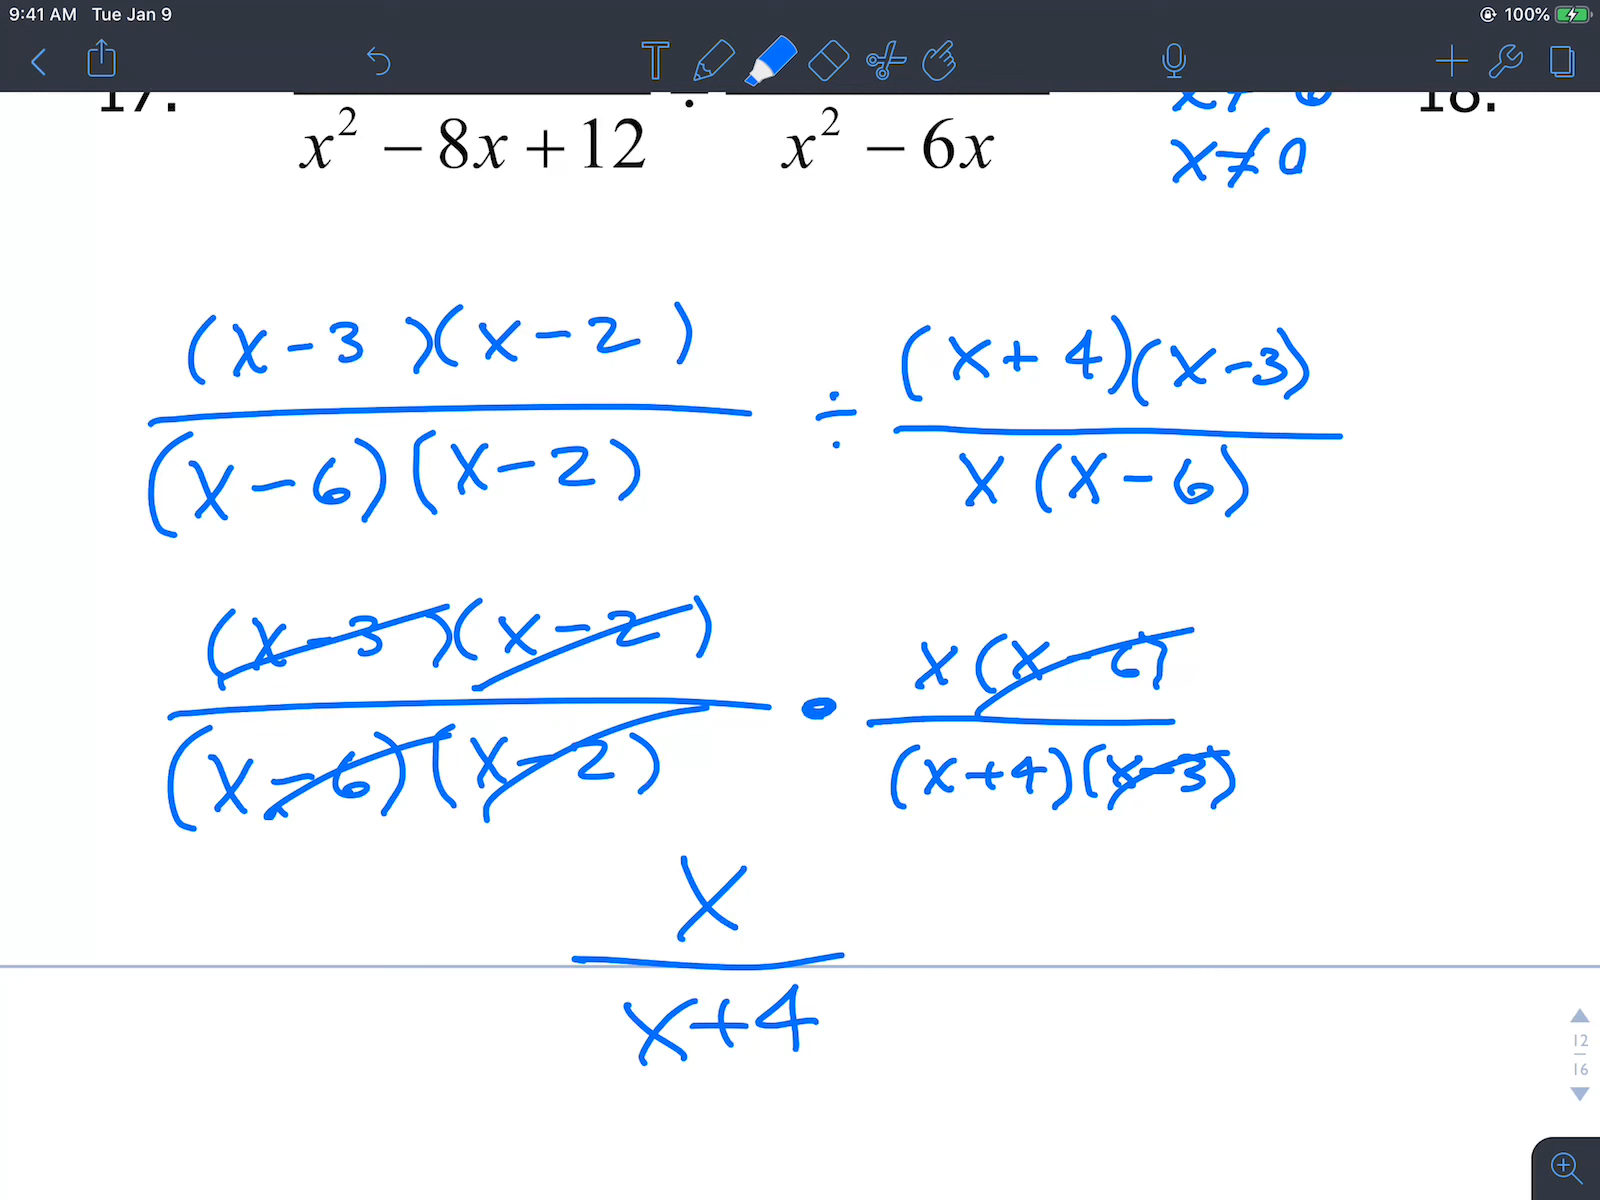 9:41 AM Tue Jan 9 100%
17. ÷ x ≠ 6 18.
x² − 8x + 12 x² − 6x x ≠ 0
(x − 3)(x − 2) ÷ (x + 4)(x − 3)
(x − 6)(x − 2) x(x − 6)
(x − 3)(x − 2) • x(x − 6)
(x − 6)(x − 2) (x + 4)(x − 3)
x
x + 4
12
16